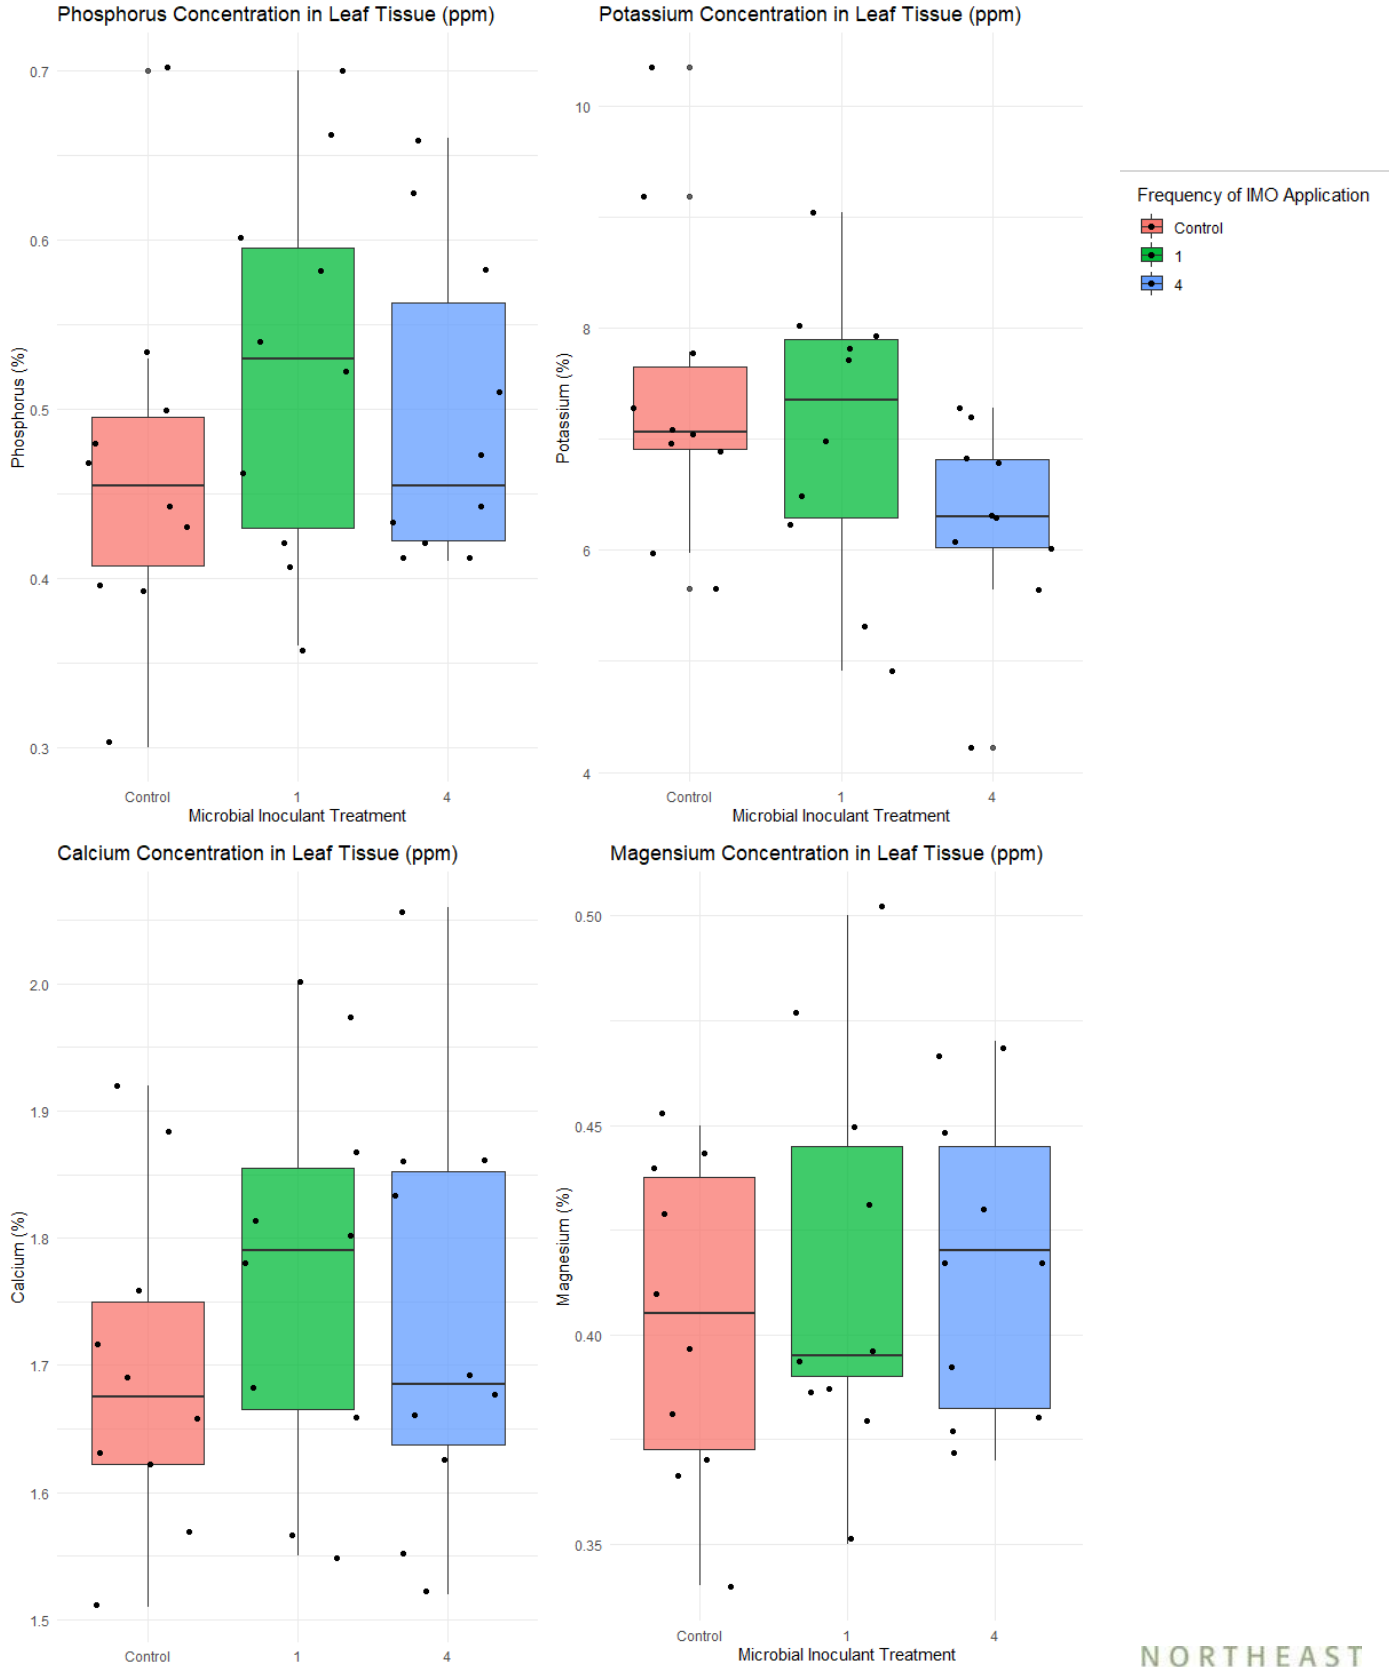 Phosphorus Concentration in Leaf Tissue (ppm)
0.7
0.6
0.5
0.4
0.3
Phosphorus (%)
Control 1 4
Microbial Inoculant Treatment
Potassium Concentration in Leaf Tissue (ppm)
10
8
6
4
Potassium (%)
Control 1 4
Microbial Inoculant Treatment
Frequency of IMO Application
Control
1
4
Calcium Concentration in Leaf Tissue (ppm)
2.0
1.9
1.8
1.7
1.6
1.5
Calcium (%)
Control 1 4
Magensium Concentration in Leaf Tissue (ppm)
0.50
0.45
0.40
0.35
Magnesium (%)
Control 1 4
Microbial Inoculant Treatment
NORTHEAST